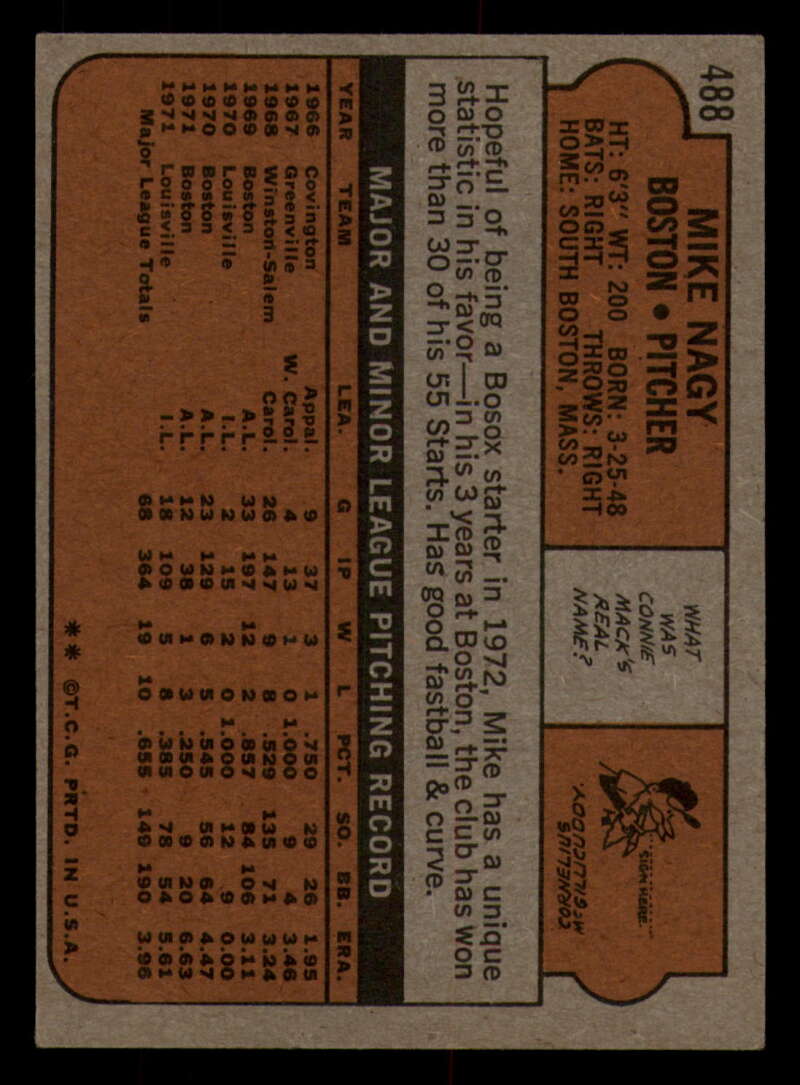 488
MIKE NAGY
BOSTON • PITCHER
HT: 6'3" WT: 200 BORN: 3-25-48
BATS: RIGHT THROWS: RIGHT
HOME: SOUTH BOSTON, MASS.
WHAT
WAS
CONNIE
MACK'S
REAL
NAME?
SIGN HERE
CORNELIUS
McGILLICUDDY.
Hopeful of being a Bosox starter in 1972, Mike has a unique
statistic in his favor—in his 3 years at Boston, the club has won
more than 30 of his 55 Starts. Has good fastball & curve.
MAJOR AND MINOR LEAGUE PITCHING RECORD
YEAR TEAM LEA. G IP W L PCT. SO. BB. ERA.
1966 Covington Appal. 9 37 3 1 .750 29 26 1.95
1967 Greenville W. Carol. 4 13 1 0 1.000 9 4 3.46
1968 Winston-Salem Carol. 26 147 9 8 .529 135 71 3.24
1969 Boston A.L. 33 197 12 2 .857 84 106 3.11
1970 Louisville I.L. 2 15 2 0 1.000 12 9 0.00
1970 Boston A.L. 23 129 6 5 .545 56 64 4.47
1971 Boston A.L. 12 38 1 3 .250 9 20 6.63
1971 Louisville I.L. 18 109 5 8 .385 78 54 5.61
Major League Totals 68 364 19 10 .655 149 190 3.96
** ©T.C.G. PRTD. IN U.S.A.